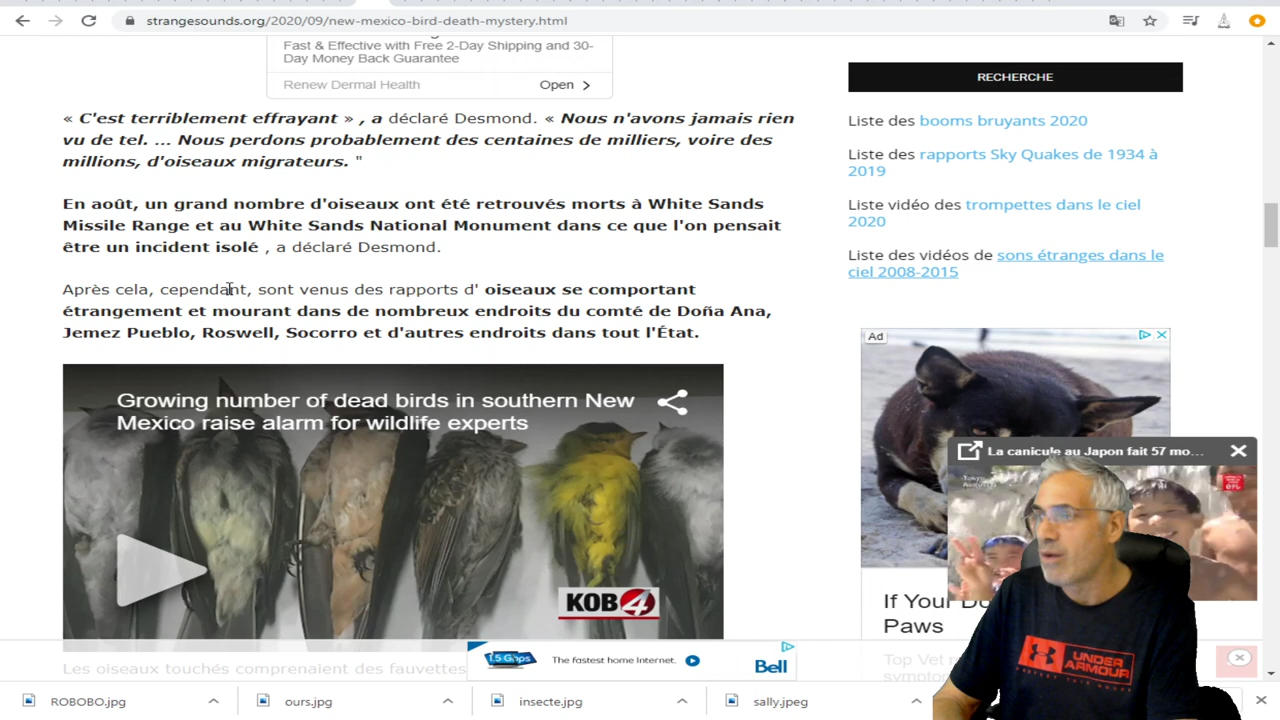 strangesounds.org/2020/09/new-mexico-bird-death-mystery.html
Fast & Effective with Free 2-Day Shipping and 30-
Day Money Back Guarantee
Renew Dermal Health
Open
« C'est terriblement effrayant » , a déclaré Desmond. « Nous n'avons jamais rien
vu de tel. ... Nous perdons probablement des centaines de milliers, voire des
millions, d'oiseaux migrateurs. "
En août, un grand nombre d'oiseaux ont été retrouvés morts à White Sands
Missile Range et au White Sands National Monument dans ce que l'on pensait
être un incident isolé , a déclaré Desmond.
Après cela, cependant, sont venus des rapports d' oiseaux se comportant
étrangement et mourant dans de nombreux endroits du comté de Doña Ana,
Jemez Pueblo, Roswell, Socorro et d'autres endroits dans tout l'État.
Growing number of dead birds in southern New
Mexico raise alarm for wildlife experts
KOB 4
Les oiseaux touchés comprenaient des fauvettes
1.5 Gbps
The fastest home Internet.
Bell
RECHERCHE
Liste des booms bruyants 2020
Liste des rapports Sky Quakes de 1934 à
2019
Liste vidéo des trompettes dans le ciel
2020
Liste des vidéos de sons étranges dans le
ciel 2008-2015
Ad
La canicule au Japon fait 57 mo...
If Your
Paws
Top Vet
UNDER
ARMOUR
ROBOBO.jpg
ours.jpg
insecte.jpg
sally.jpeg